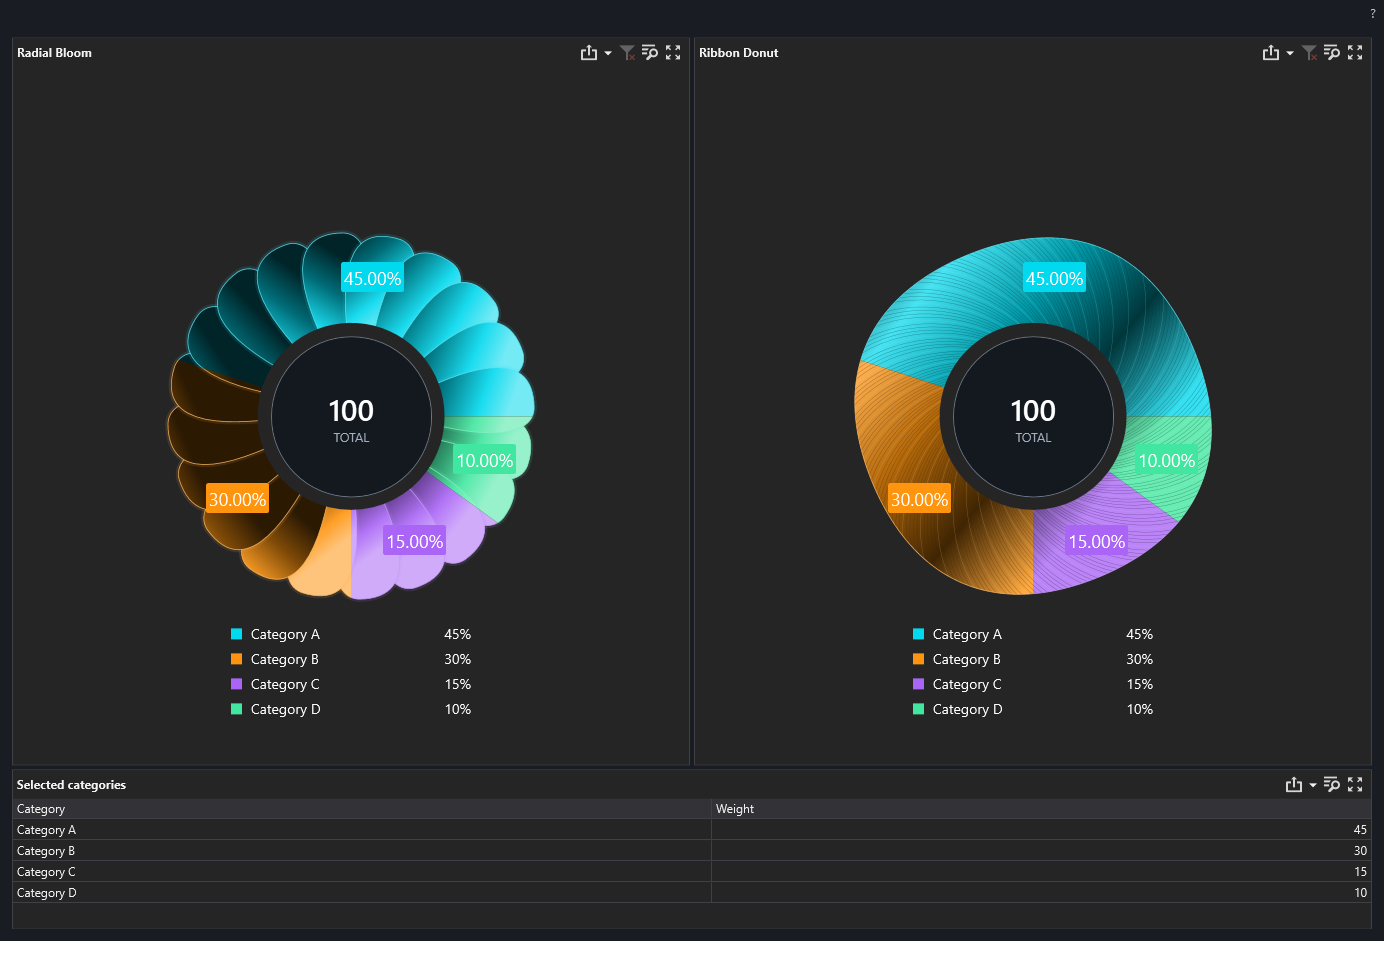 ?
Radial Bloom
Ribbon Donut
45.00%
10.00%
30.00%
15.00%
100
TOTAL
Category A 45%
Category B 30%
Category C 15%
Category D 10%
45.00%
10.00%
30.00%
15.00%
100
TOTAL
Category A 45%
Category B 30%
Category C 15%
Category D 10%
Selected categories
Category Weight
Category A 45
Category B 30
Category C 15
Category D 10